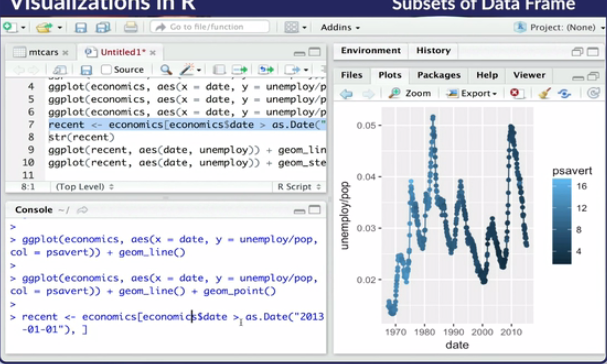 Visualizations in R
Subsets of Data Frame
Go to file/function
Addins
Project: (None)
mtcars
Untitled1*
Source
4 ggplot(economics, aes(x = date, y = unemploy/p
5 ggplot(economics, aes(x = date, y = unemploy/p
6 ggplot(economics, aes(x = date, y = unemploy/p
7 recent <- economics[economics$date > as.Date("
8 str(recent)
9 ggplot(recent, aes(date, unemploy)) + geom_lin
10 ggplot(recent, aes(date, unemploy)) + geom_ste
11
8:1 (Top Level) R Script
Console ~/
>
> ggplot(economics, aes(x = date, y = unemploy/pop,
col = psavert)) + geom_line()
>
> ggplot(economics, aes(x = date, y = unemploy/pop,
col = psavert)) + geom_line() + geom_point()
>
> recent <- economics[economics$date > as.Date("2013
-01-01"), ]
Environment History
Files Plots Packages Help Viewer
Zoom Export
0.05
0.04
0.03
0.02
unemploy/pop
1970 1980 1990 2000 2010
date
psavert
16
12
8
4